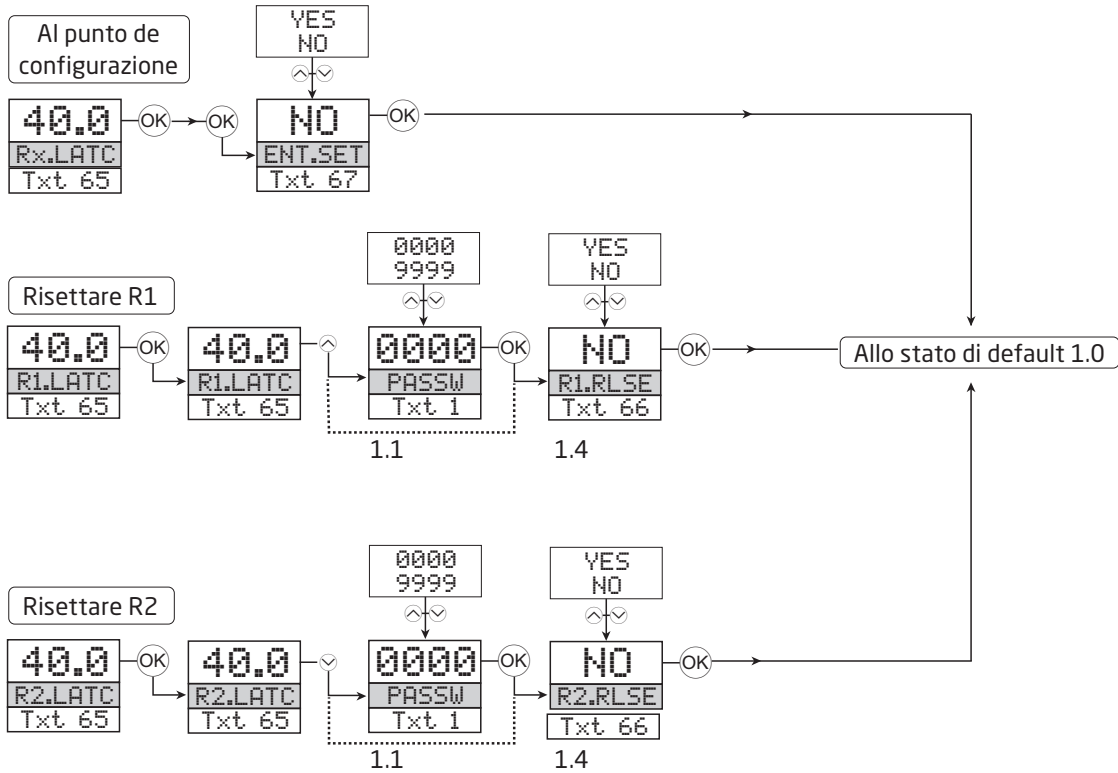 Al punto de
configurazione
YES
NO
40.0
OK
OK
NO
OK
Rx.LATC
ENT.SET
Txt 65
Txt 67
0000
9999
YES
NO
Risettare R1
40.0
OK
40.0
0000
OK
NO
OK
Allo stato di default 1.0
R1.LATC
R1.LATC
PASSW
R1.RLSE
Txt 65
Txt 65
Txt 1
Txt 66
1.1
1.4
0000
9999
YES
NO
Risettare R2
40.0
OK
40.0
0000
OK
NO
OK
R2.LATC
R2.LATC
PASSW
R2.RLSE
Txt 65
Txt 65
Txt 1
Txt 66
1.1
1.4